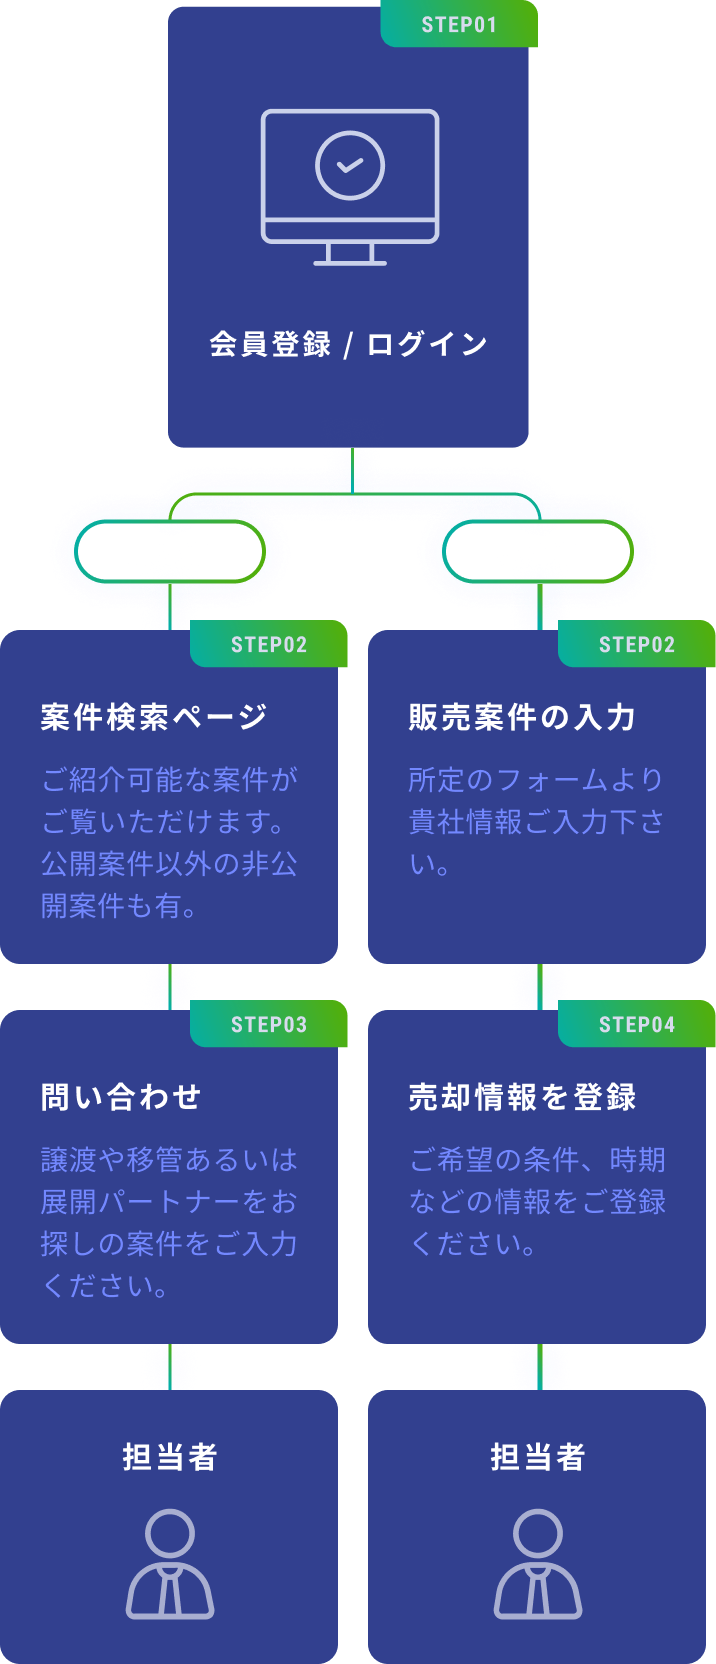 STEP01
会員登録 / ログイン
STEP02
案件検索ページ
ご紹介可能な案件が
ご覧いただけます。
公開案件以外の非公
開案件も有。
STEP02
販売案件の入力
所定のフォームより
貴社情報ご入力下さ
い。
STEP03
問い合わせ
譲渡や移管あるいは
展開パートナーをお
探しの案件をご入力
ください。
STEP04
売却情報を登録
ご希望の条件、時期
などの情報をご登録
ください。
担当者
担当者